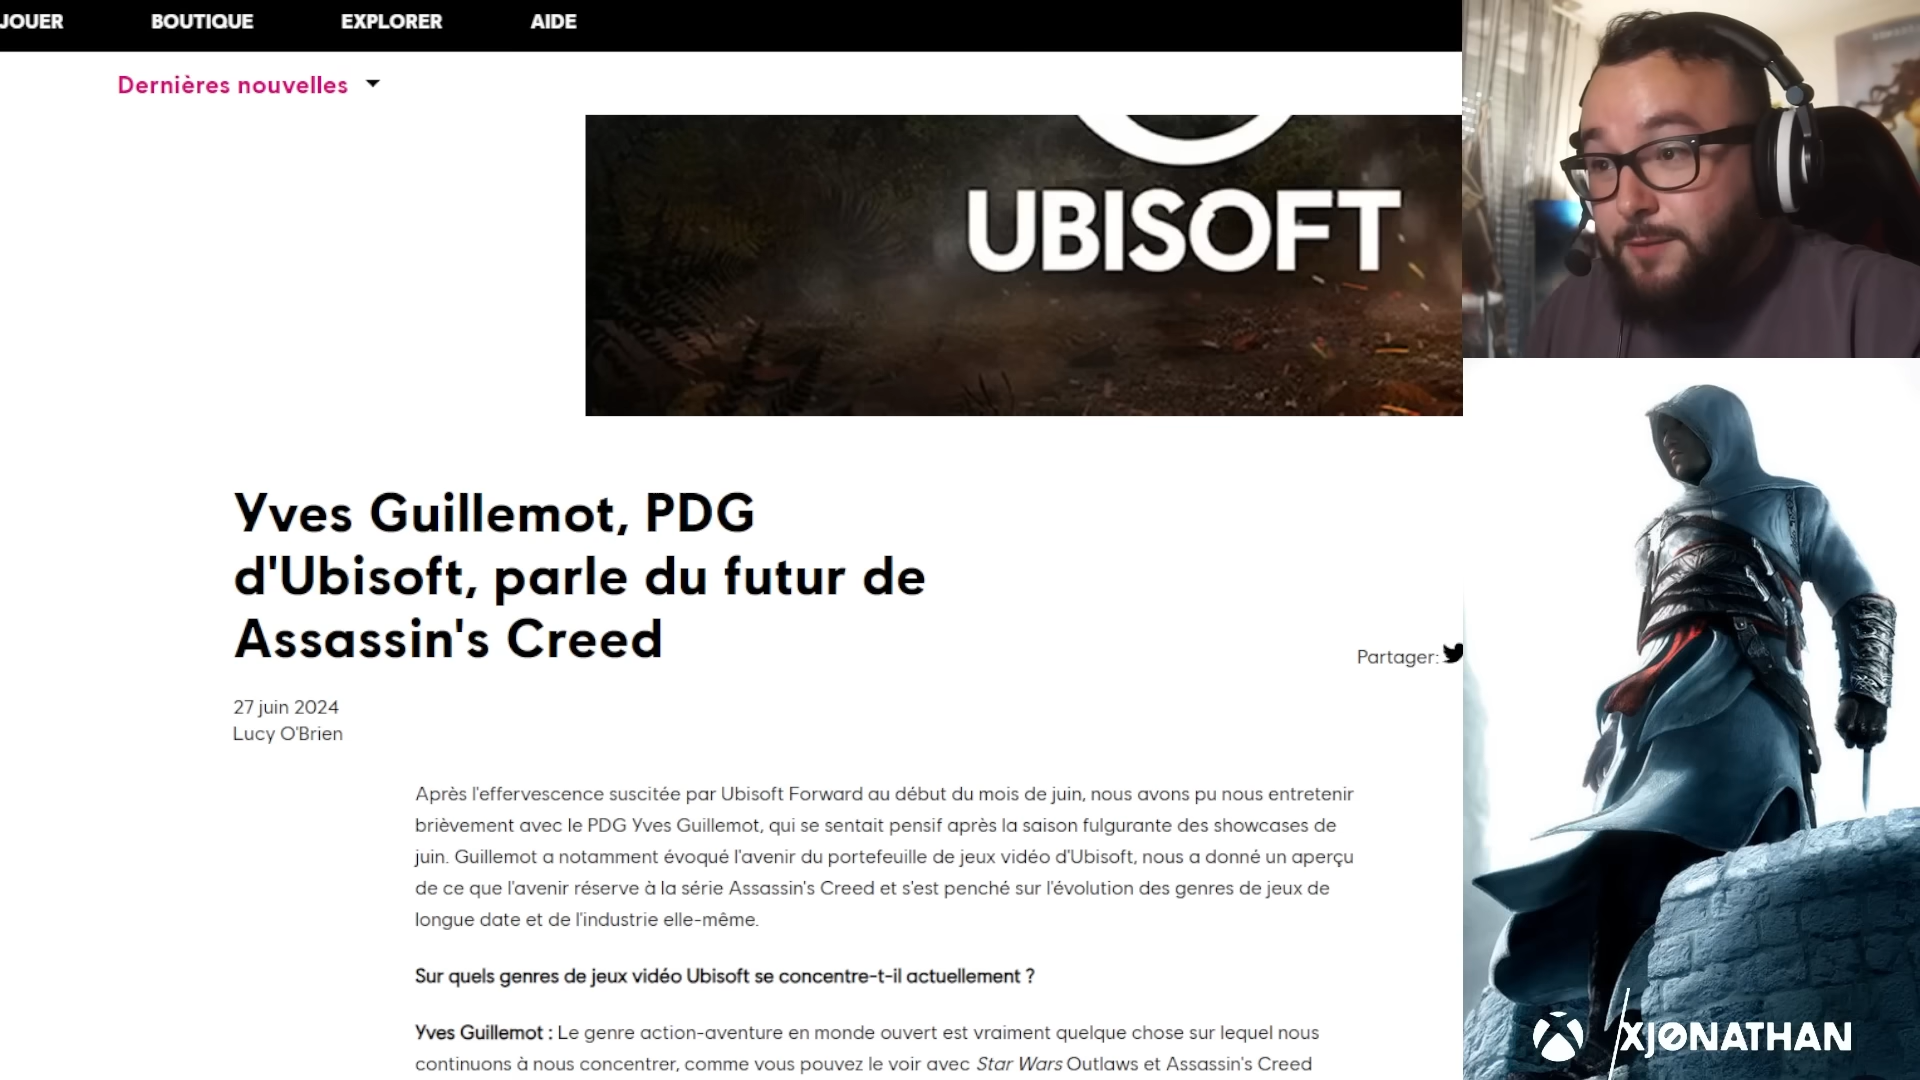 JOUER BOUTIQUE EXPLORER AIDE
Dernières nouvelles
UBISOFT
Yves Guillemot, PDG
d'Ubisoft, parle du futur de
Assassin's Creed
Partager:
27 juin 2024
Lucy O'Brien
Après l'effervescence suscitée par Ubisoft Forward au début du mois de juin, nous avons pu nous entretenir
brièvement avec le PDG Yves Guillemot, qui se sentait pensif après la saison fulgurante des showcases de
juin. Guillemot a notamment évoqué l'avenir du portefeuille de jeux vidéo d'Ubisoft, nous a donné un aperçu
de ce que l'avenir réserve à la série Assassin's Creed et s'est penché sur l'évolution des genres de jeux de
longue date et de l'industrie elle-même.
Sur quels genres de jeux vidéo Ubisoft se concentre-t-il actuellement ?
Yves Guillemot : Le genre action-aventure en monde ouvert est vraiment quelque chose sur lequel nous
continuons à nous concentrer, comme vous pouvez le voir avec Star Wars Outlaws et Assassin's Creed
XJØNATHAN